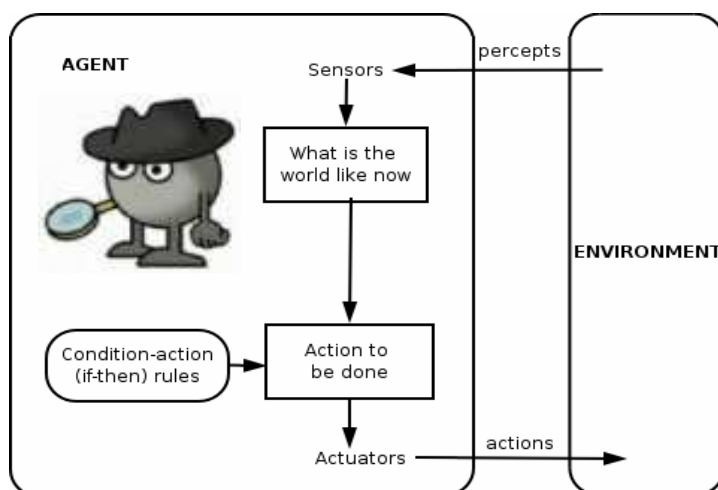 AGENT
percepts
Sensors
What is the
world like now
ENVIRONMENT
Condition-action
(if-then) rules
Action to
be done
Actuators
actions